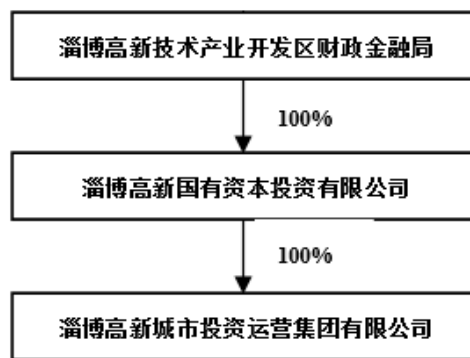 淄博高新技术产业开发区财政金融局
100%
淄博高新国有资本投资有限公司
100%
淄博高新城市投资运营集团有限公司